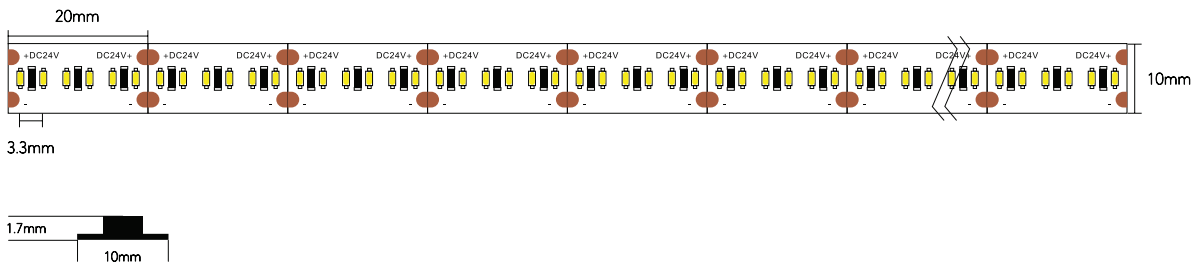 20mm
+DC24V DC24V+ +DC24V DC24V+ +DC24V DC24V+ +DC24V DC24V+ +DC24V DC24V+ +DC24V DC24V+ +DC24V DC24V+ +DC24V DC24V+
10mm
- - - - - - - - - - - - - - - -
3.3mm
1.7mm
10mm